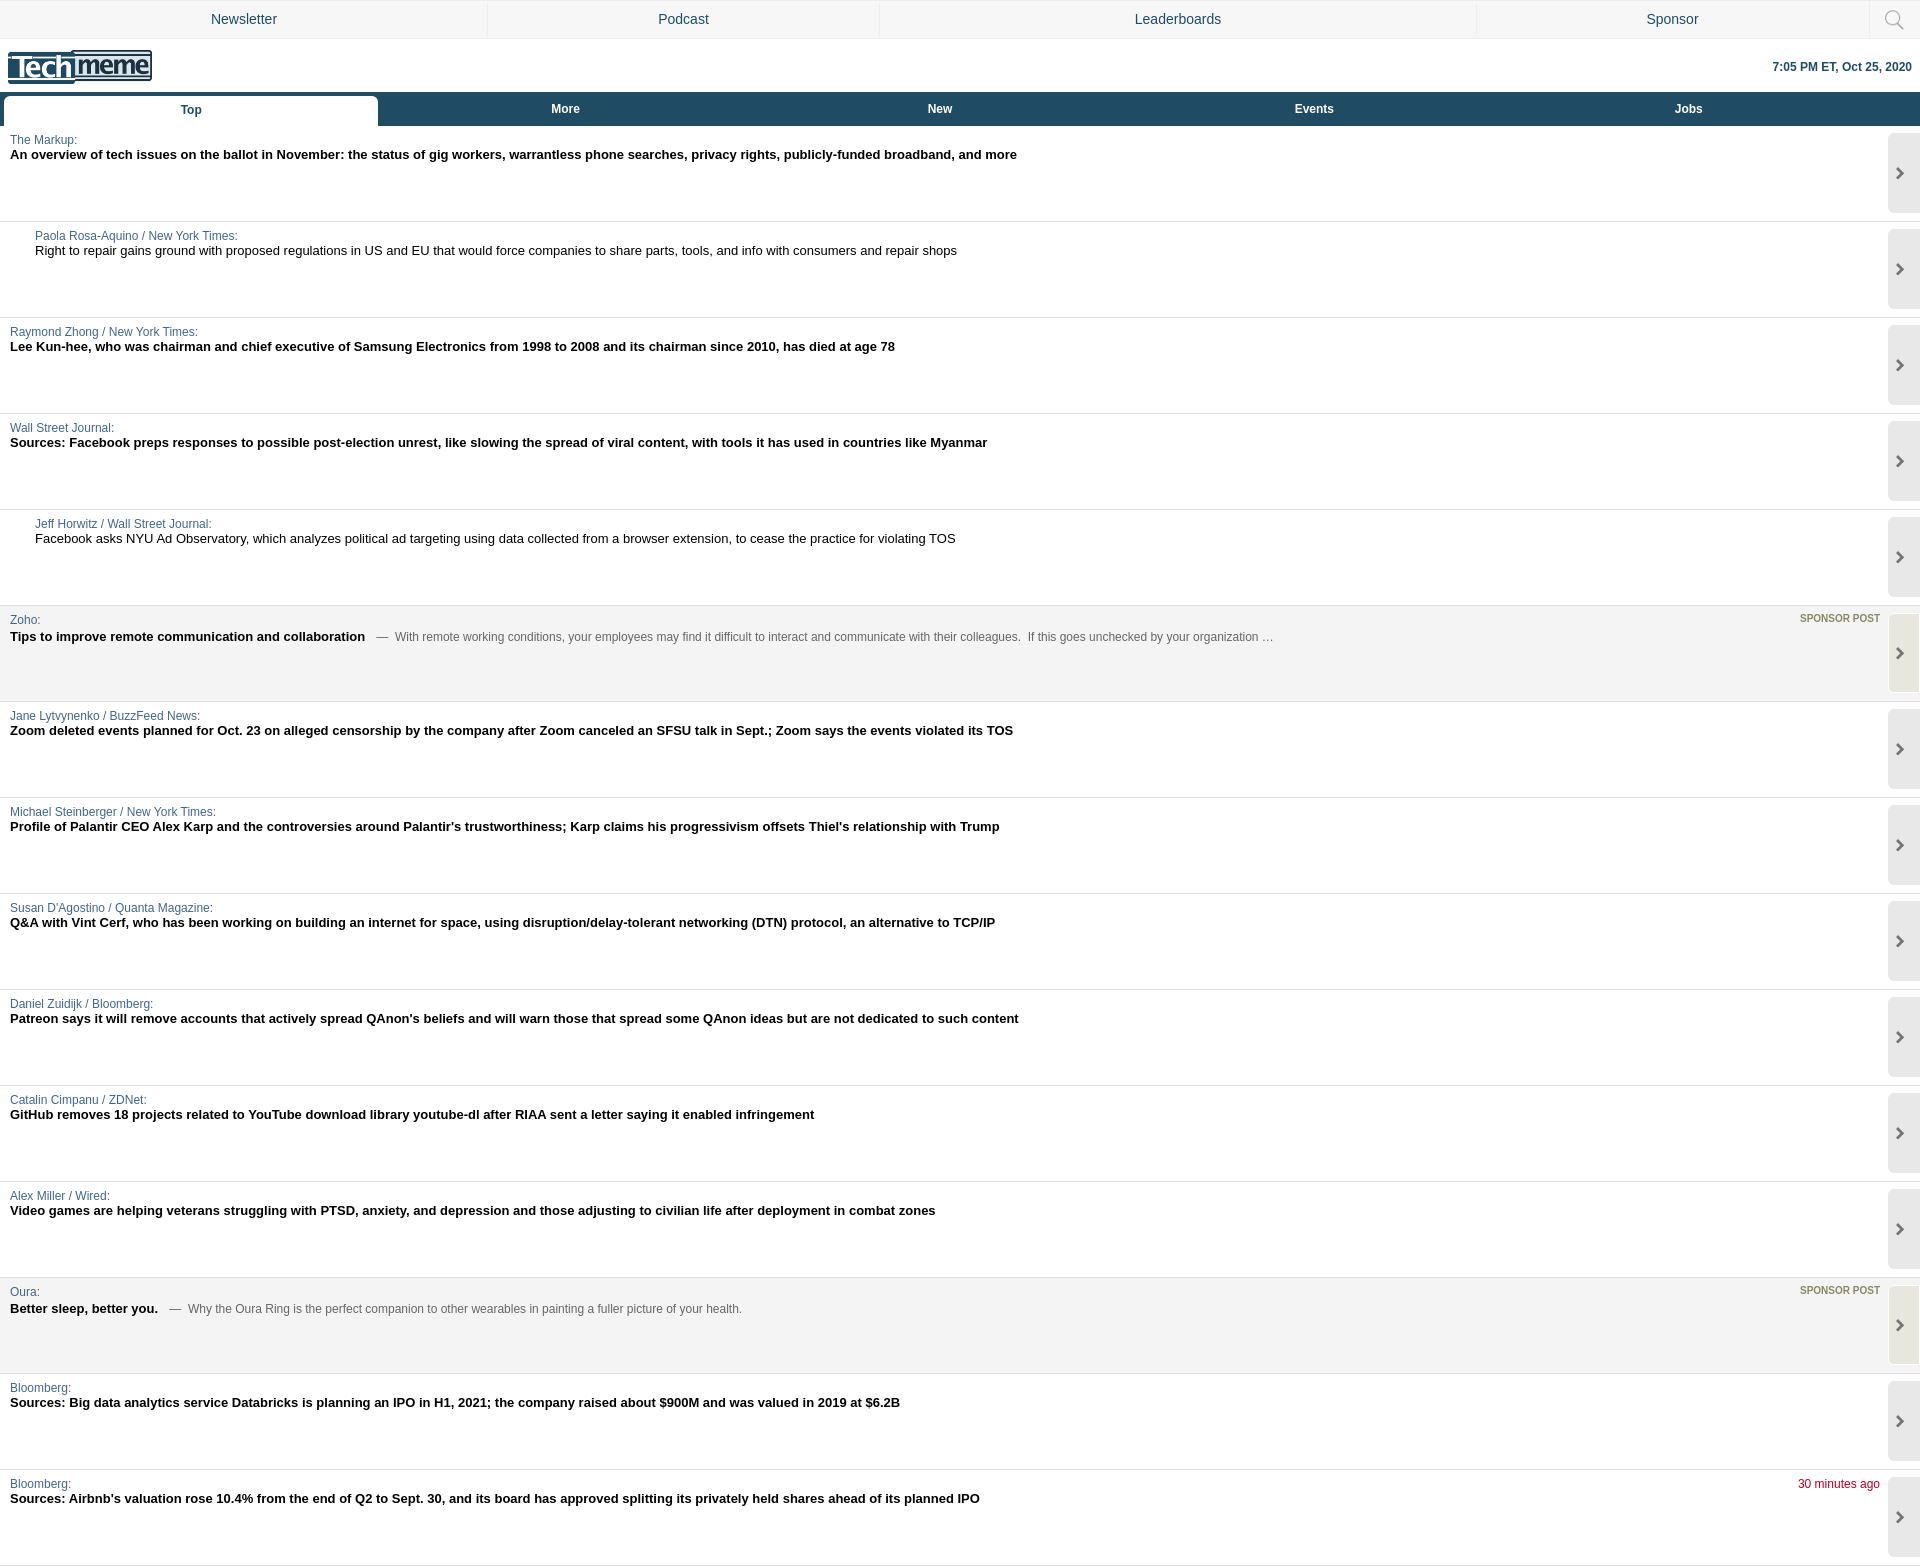 Newsletter
Podcast
Leaderboards
Sponsor
Techmeme
7:05 PM ET, Oct 25, 2020
Top
More
New
Events
Jobs
The Markup:
An overview of tech issues on the ballot in November: the status of gig workers, warrantless phone searches, privacy rights, publicly-funded broadband, and more
Paola Rosa-Aquino / New York Times:
Right to repair gains ground with proposed regulations in US and EU that would force companies to share parts, tools, and info with consumers and repair shops
Raymond Zhong / New York Times:
Lee Kun-hee, who was chairman and chief executive of Samsung Electronics from 1998 to 2008 and its chairman since 2010, has died at age 78
Wall Street Journal:
Sources: Facebook preps responses to possible post-election unrest, like slowing the spread of viral content, with tools it has used in countries like Myanmar
Jeff Horwitz / Wall Street Journal:
Facebook asks NYU Ad Observatory, which analyzes political ad targeting using data collected from a browser extension, to cease the practice for violating TOS
Zoho:
SPONSOR POST
Tips to improve remote communication and collaboration — With remote working conditions, your employees may find it difficult to interact and communicate with their colleagues. If this goes unchecked by your organization …
Jane Lytvynenko / BuzzFeed News:
Zoom deleted events planned for Oct. 23 on alleged censorship by the company after Zoom canceled an SFSU talk in Sept.; Zoom says the events violated its TOS
Michael Steinberger / New York Times:
Profile of Palantir CEO Alex Karp and the controversies around Palantir's trustworthiness; Karp claims his progressivism offsets Thiel's relationship with Trump
Susan D'Agostino / Quanta Magazine:
Q&A with Vint Cerf, who has been working on building an internet for space, using disruption/delay-tolerant networking (DTN) protocol, an alternative to TCP/IP
Daniel Zuidijk / Bloomberg:
Patreon says it will remove accounts that actively spread QAnon's beliefs and will warn those that spread some QAnon ideas but are not dedicated to such content
Catalin Cimpanu / ZDNet:
GitHub removes 18 projects related to YouTube download library youtube-dl after RIAA sent a letter saying it enabled infringement
Alex Miller / Wired:
Video games are helping veterans struggling with PTSD, anxiety, and depression and those adjusting to civilian life after deployment in combat zones
Oura:
SPONSOR POST
Better sleep, better you. — Why the Oura Ring is the perfect companion to other wearables in painting a fuller picture of your health.
Bloomberg:
Sources: Big data analytics service Databricks is planning an IPO in H1, 2021; the company raised about $900M and was valued in 2019 at $6.2B
Bloomberg:
30 minutes ago
Sources: Airbnb's valuation rose 10.4% from the end of Q2 to Sept. 30, and its board has approved splitting its privately held shares ahead of its planned IPO